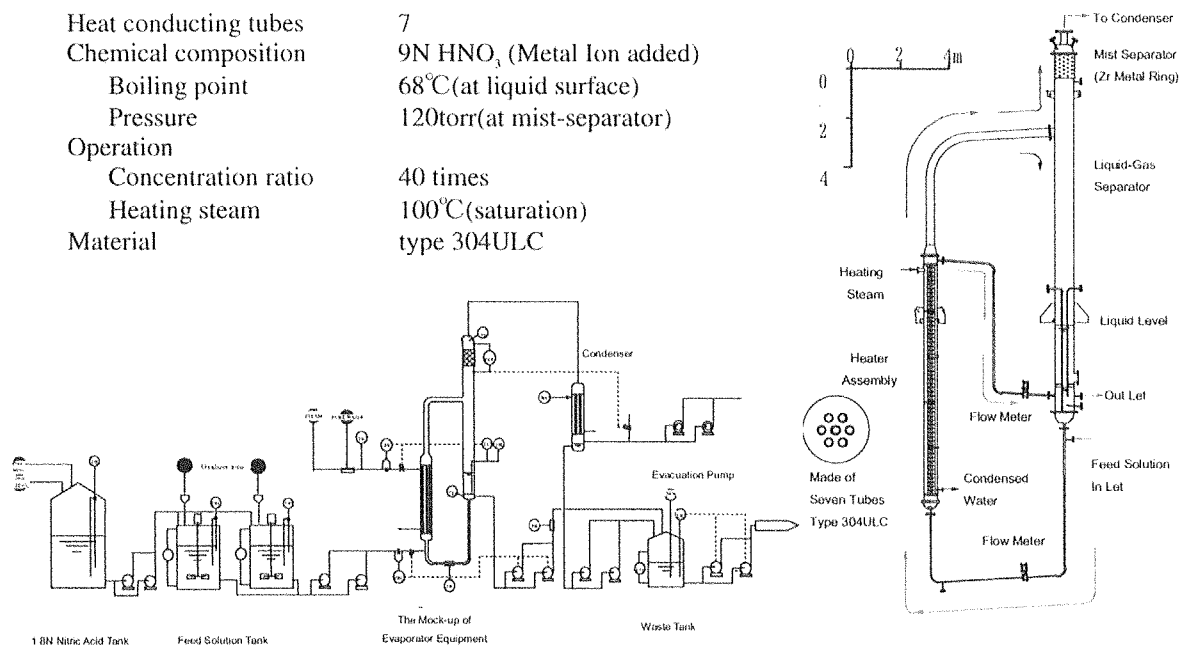 Heat conducting tubes 7
Chemical composition 9N HNO₃ (Metal Ion added)
Boiling point 68℃(at liquid surface)
Pressure 120torr(at mist-separator)
Operation
Concentration ratio 40 times
Heating steam 100℃(saturation)
Material type 304ULC
0 2 4m
0
2
4
To Condenser
Mist Separator
(Zr Metal Ring)
Liquid-Gas
Separator
Heating
Steam
Liquid Level
Heater
Assembly
Out Let
Flow Meter
Feed Solution
In Let
Made of
Seven Tubes
Type 304ULC
Condensed
Water
Flow Meter
Condenser
Evacuation Pump
1 8N Nitric Acid Tank
Feed Solution Tank
The Mock-up of
Evaporator Equipment
Waste Tank